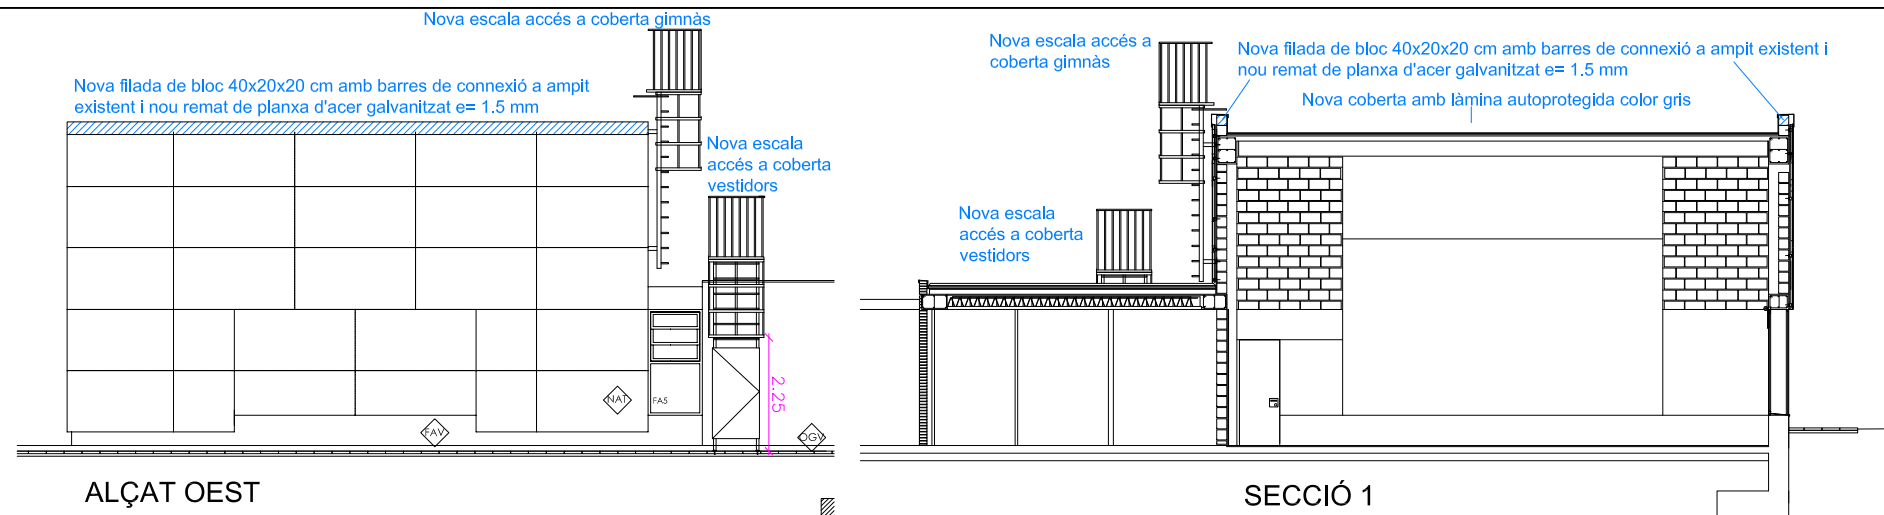 Nova escala accés a coberta gimnàs
Nova filada de bloc 40x20x20 cm amb barres de connexió a ampit
existent i nou remat de planxa d'acer galvanitzat e= 1.5 mm
Nova escala
accés a coberta
vestidors
2.25
NAT
FAS
FAV
OGV
ALÇAT OEST
Nova escala accés a
coberta gimnàs
Nova filada de bloc 40x20x20 cm amb barres de connexió a ampit existent i
nou remat de planxa d'acer galvanitzat e= 1.5 mm
Nova coberta amb làmina autoprotegida color gris
Nova escala
accés a coberta
vestidors
SECCIÓ 1